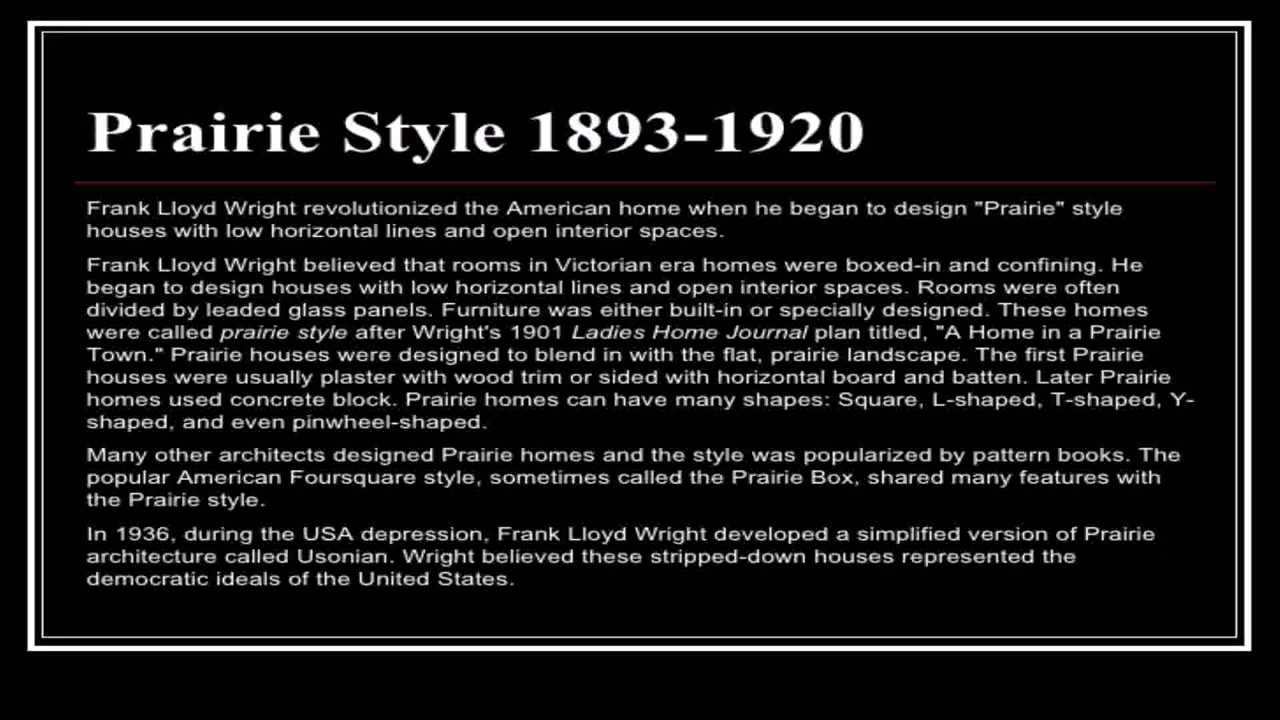 Prairie Style 1893-1920
Frank Lloyd Wright revolutionized the American home when he began to design "Prairie" style
houses with low horizontal lines and open interior spaces.
Frank Lloyd Wright believed that rooms in Victorian era homes were boxed-in and confining. He
began to design houses with low horizontal lines and open interior spaces. Rooms were often
divided by leaded glass panels. Furniture was either built-in or specially designed. These homes
were called prairie style after Wright's 1901 Ladies Home Journal plan titled, "A Home in a Prairie
Town." Prairie houses were designed to blend in with the flat, prairie landscape. The first Prairie
houses were usually plaster with wood trim or sided with horizontal board and batten. Later Prairie
homes used concrete block. Prairie homes can have many shapes: Square, L-shaped, T-shaped, Y-
shaped, and even pinwheel-shaped.
Many other architects designed Prairie homes and the style was popularized by pattern books. The
popular American Foursquare style, sometimes called the Prairie Box, shared many features with
the Prairie style.
In 1936, during the USA depression, Frank Lloyd Wright developed a simplified version of Prairie
architecture called Usonian. Wright believed these stripped-down houses represented the
democratic ideals of the United States.